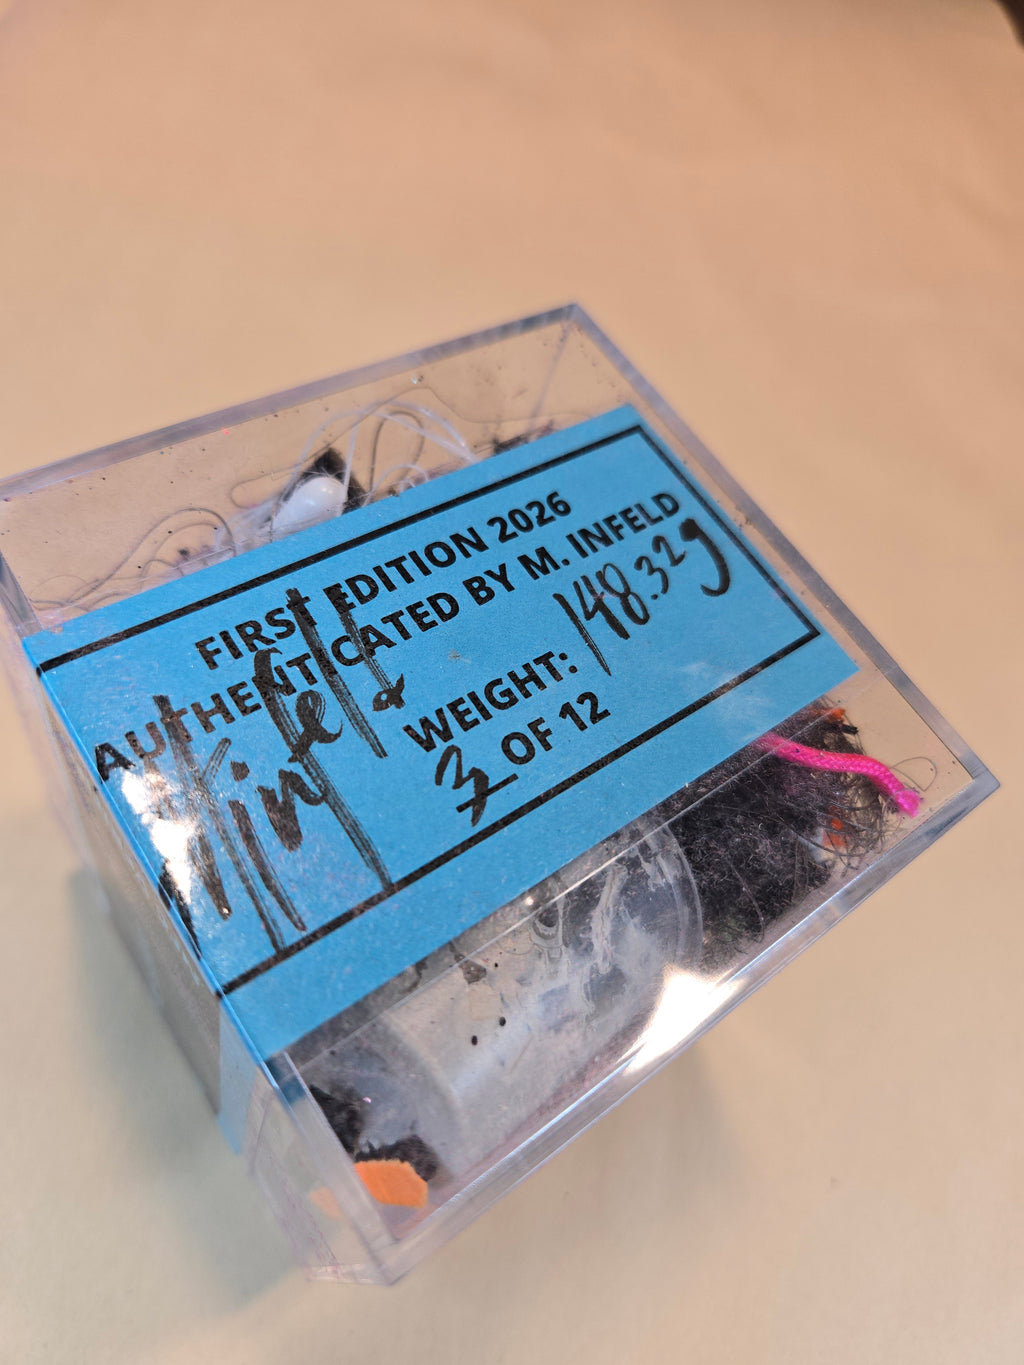 FIRST EDITION 2026
AUTHENTICATED BY M. INFELD
WEIGHT: 148.32g
3 OF 12